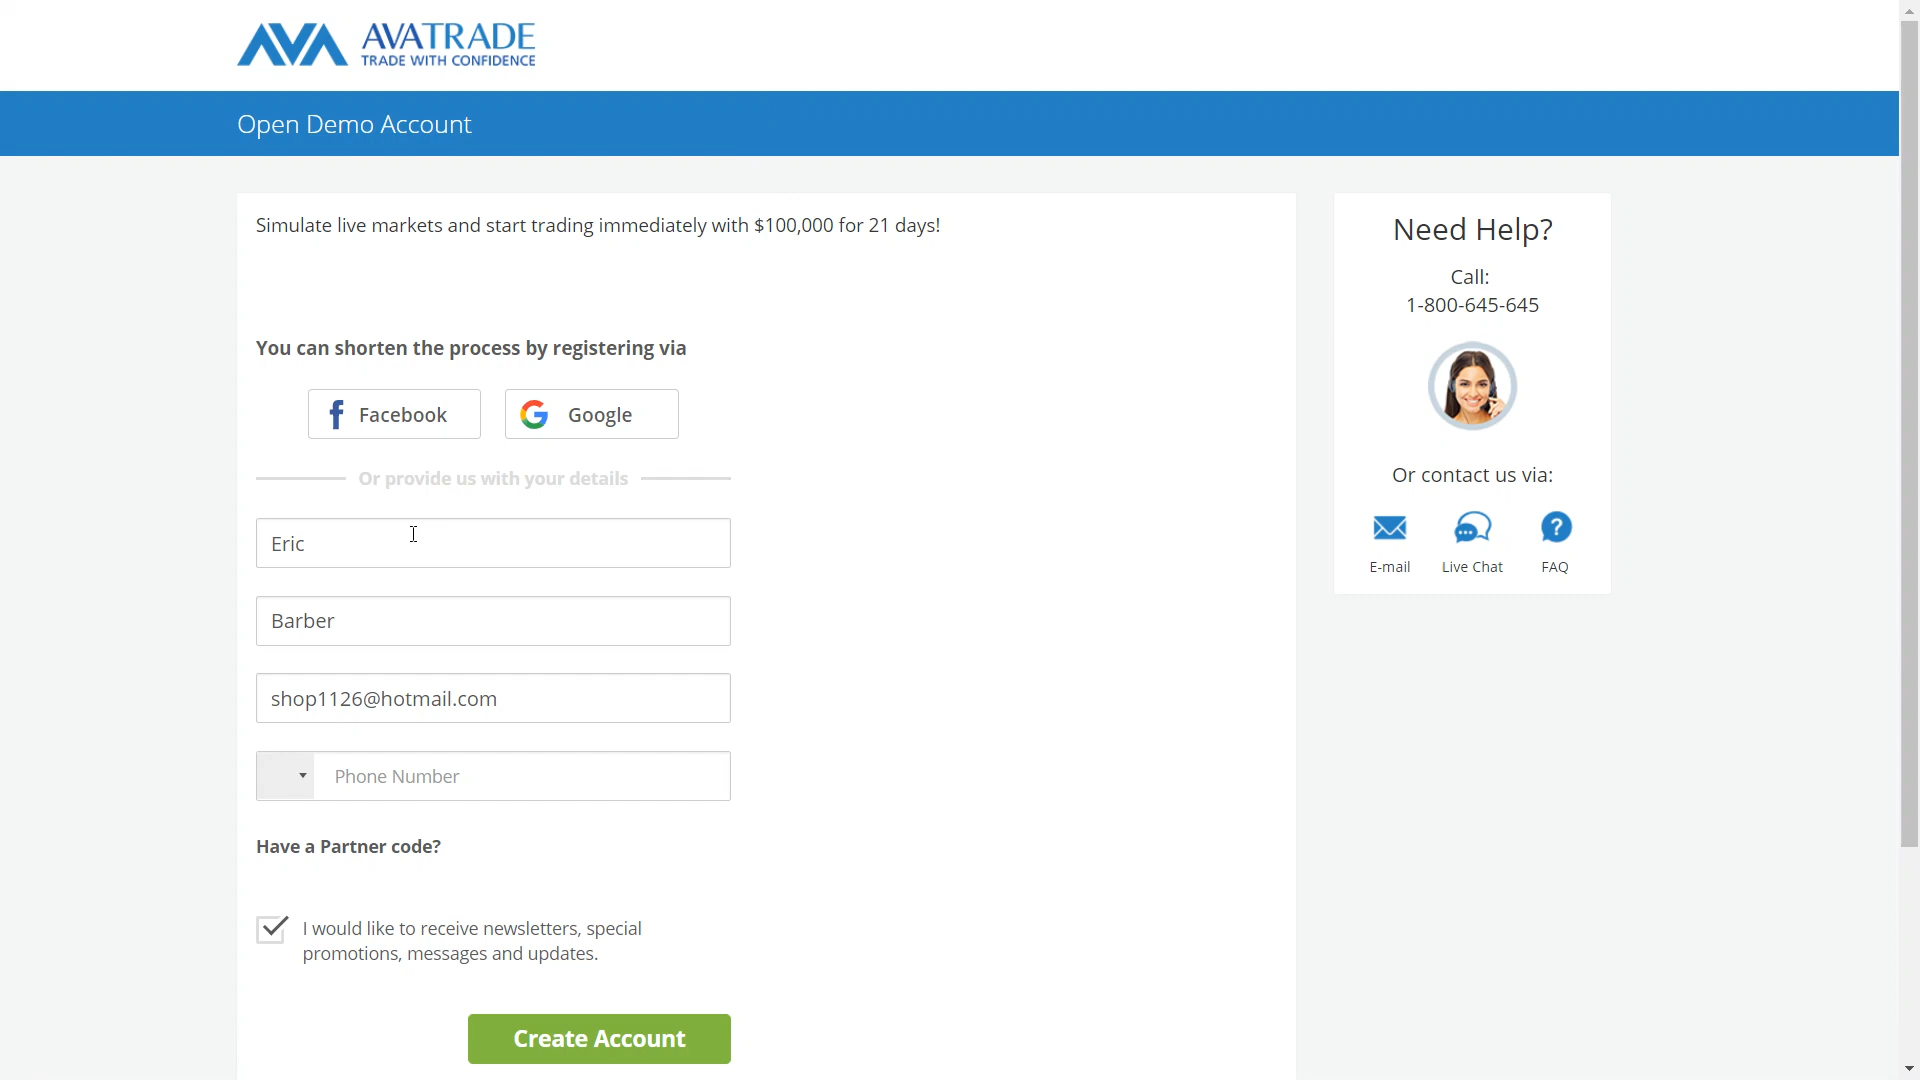 AVATRADE
TRADE WITH CONFIDENCE
Open Demo Account
Simulate live markets and start trading immediately with $100,000 for 21 days!
You can shorten the process by registering via
Facebook
Google
Or provide us with your details
Eric
Barber
shop1126@hotmail.com
Phone Number
Have a Partner code?
I would like to receive newsletters, special
promotions, messages and updates.
Create Account
Need Help?
Call:
1-800-645-645
Or contact us via:
E-mail
Live Chat
FAQ